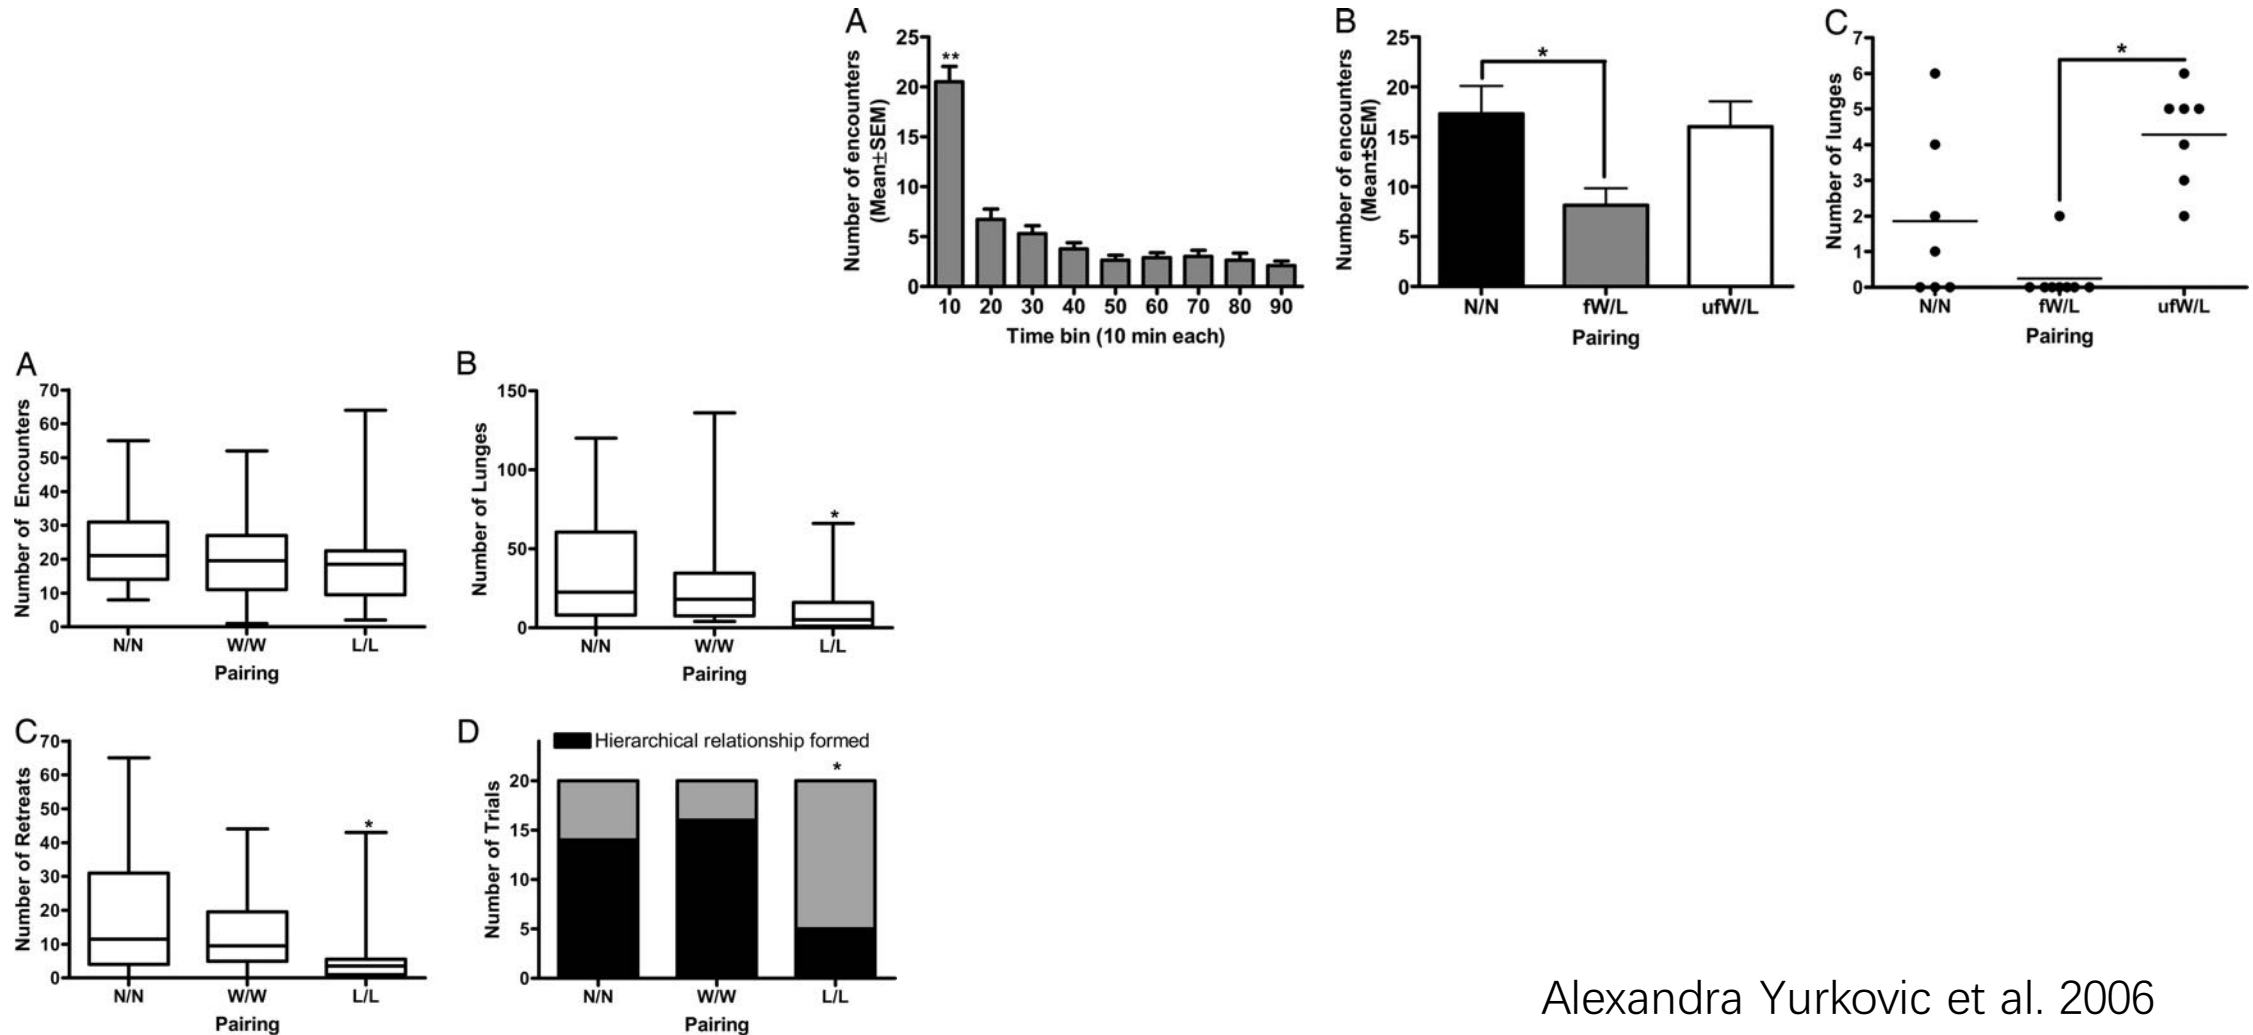 A
Number of encounters
(Mean±SEM)
25
20
15
10
5
0
**
10 20 30 40 50 60 70 80 90
Time bin (10 min each)
B
Number of encounters
(Mean±SEM)
25
20
15
10
5
0
*
N/N fW/L ufW/L
Pairing
C
Number of lunges
7
6
5
4
3
2
1
0
*
N/N fW/L ufW/L
Pairing
A
Number of Encounters
70
60
50
40
30
20
10
0
N/N W/W L/L
Pairing
B
Number of Lunges
150
100
50
0
*
N/N W/W L/L
Pairing
C
Number of Retreats
70
60
50
40
30
20
10
0
*
N/N W/W L/L
Pairing
D
Hierarchical relationship formed
*
Number of Trials
20
15
10
5
0
N/N W/W L/L
Pairing
Alexandra Yurkovic et al. 2006